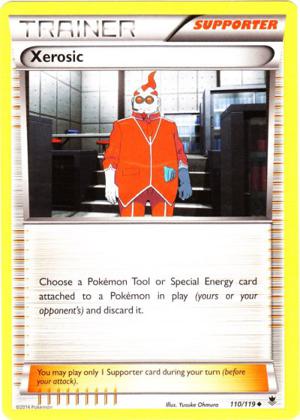 TRAINER SUPPORTER
Xerosic
Choose a Pokémon Tool or Special Energy card
attached to a Pokémon in play (yours or your
opponent's) and discard it.
You may play only 1 Supporter card during your turn (before
your attack).
©2014 Pokémon Illus. Yusuke Ohmura 110/119